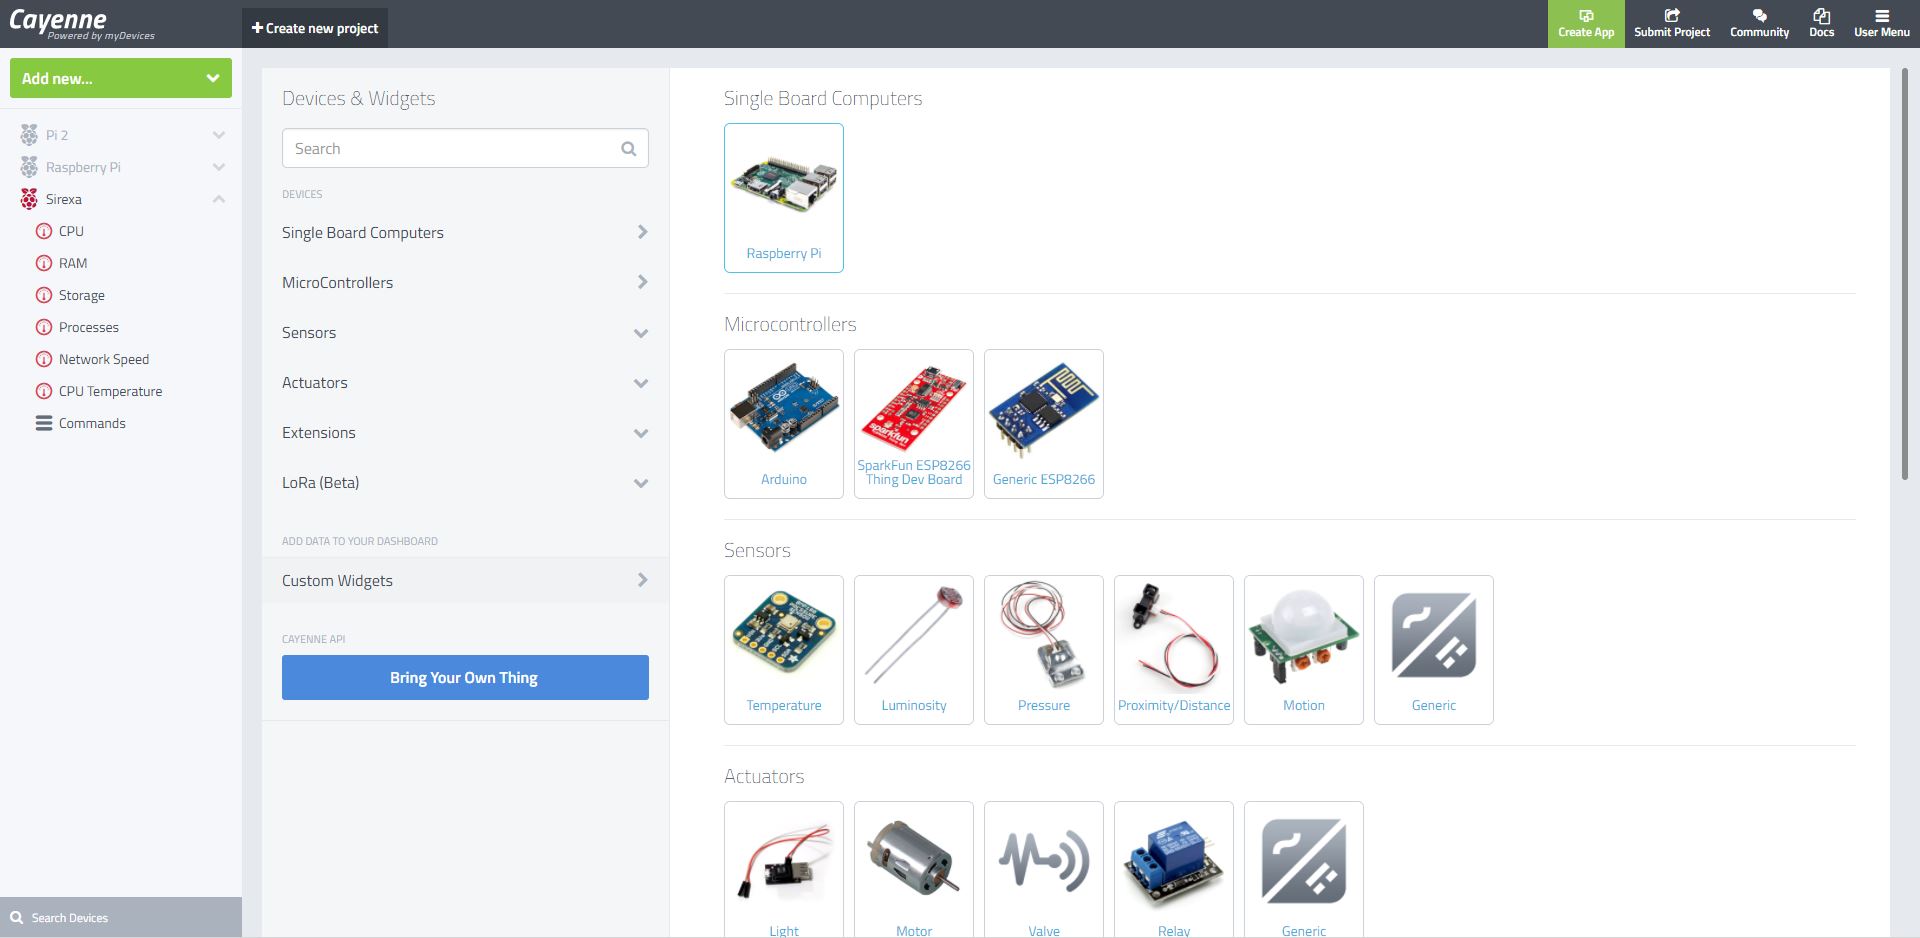 Cayenne
Powered by myDevices
Create new project
Create App
Submit Project
Community
Docs
User Menu
Add new...
Pi 2
Raspberry Pi
Sirexa
CPU
RAM
Storage
Processes
Network Speed
CPU Temperature
Commands
Search Devices
Devices & Widgets
Search
DEVICES
Single Board Computers
MicroControllers
Sensors
Actuators
Extensions
LoRa (Beta)
ADD DATA TO YOUR DASHBOARD
Custom Widgets
CAYENNE API
Bring Your Own Thing
Single Board Computers
Raspberry Pi
Microcontrollers
Arduino
sparkfun
SparkFun ESP8266
Thing Dev Board
Generic ESP8266
Sensors
Temperature
Luminosity
Pressure
Proximity/Distance
Motion
Generic
Actuators
Light
Motor
Valve
Relay
Generic